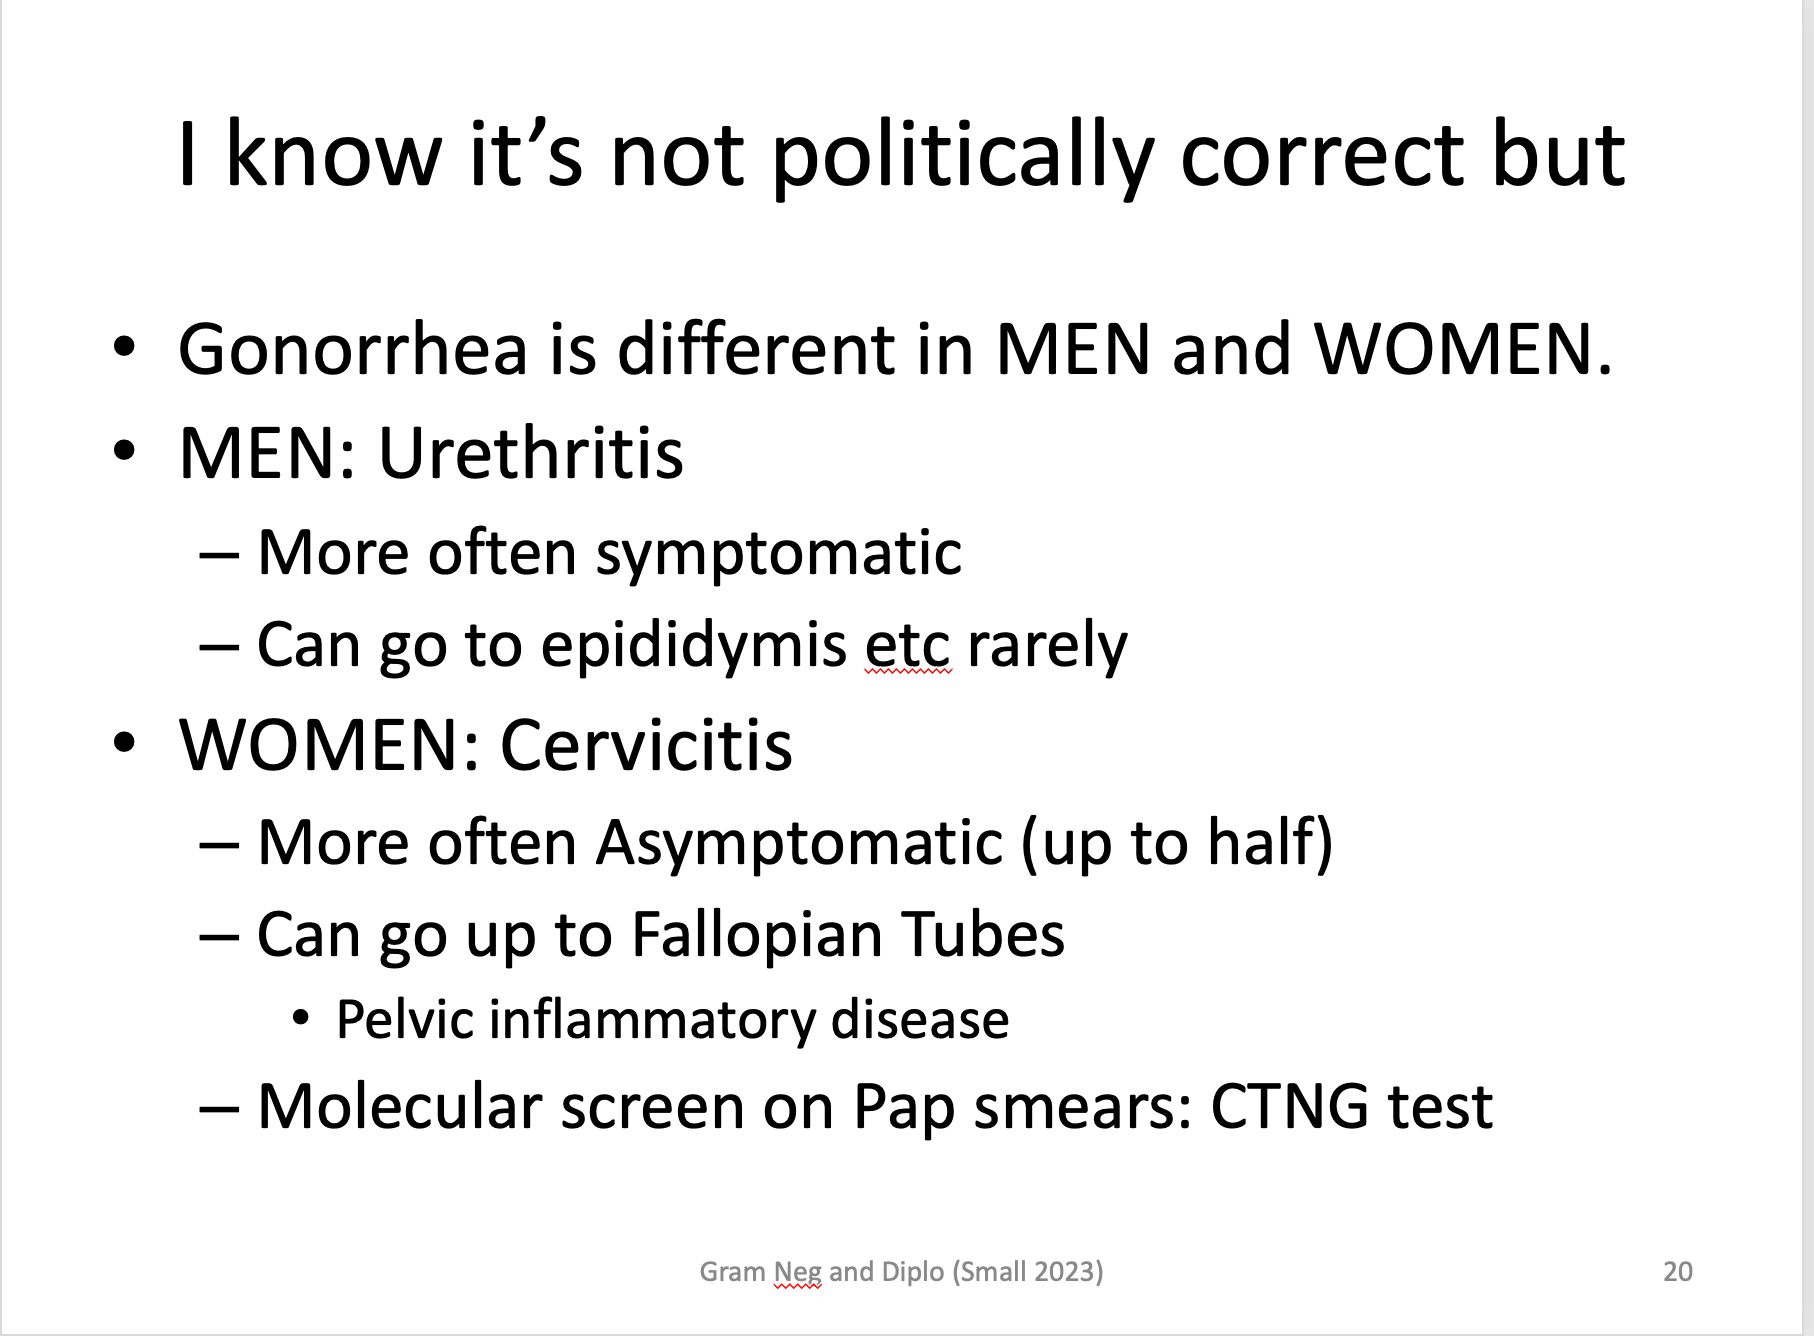 I know it’s not politically correct but
• Gonorrhea is different in MEN and WOMEN.
• MEN: Urethritis
– More often symptomatic
– Can go to epididymis etc rarely
• WOMEN: Cervicitis
– More often Asymptomatic (up to half)
– Can go up to Fallopian Tubes
• Pelvic inflammatory disease
– Molecular screen on Pap smears: CTNG test
Gram Neg and Diplo (Small 2023)
20